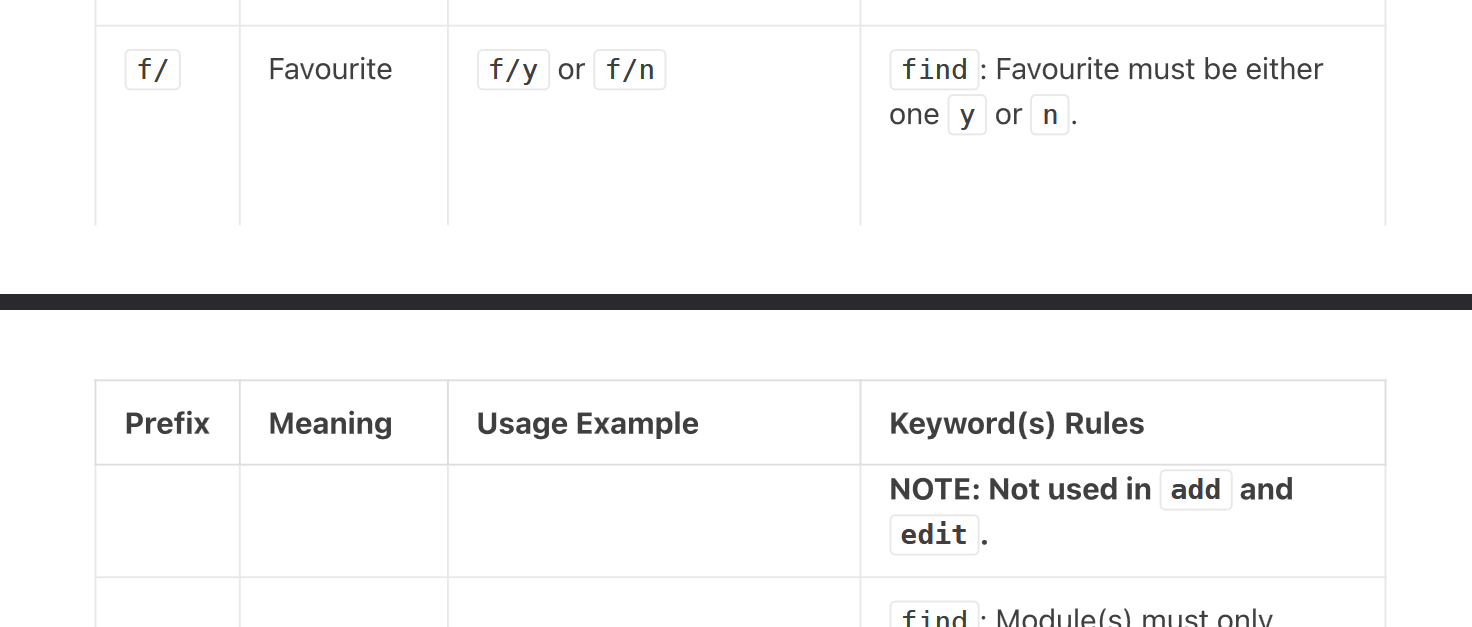 f/ Favourite f/y or f/n find : Favourite must be either
one y or n .
Prefix Meaning Usage Example Keyword(s) Rules
NOTE: Not used in add and
edit .
find : Module(s) must only